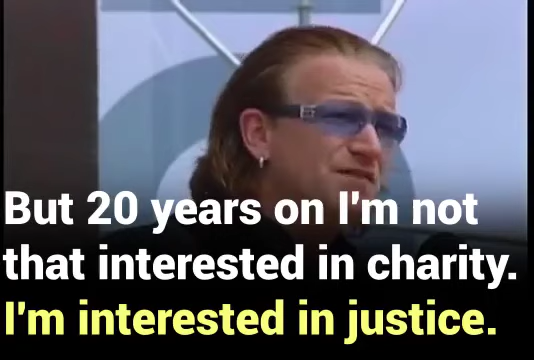 But 20 years on I'm not
that interested in charity.
I'm interested in justice.